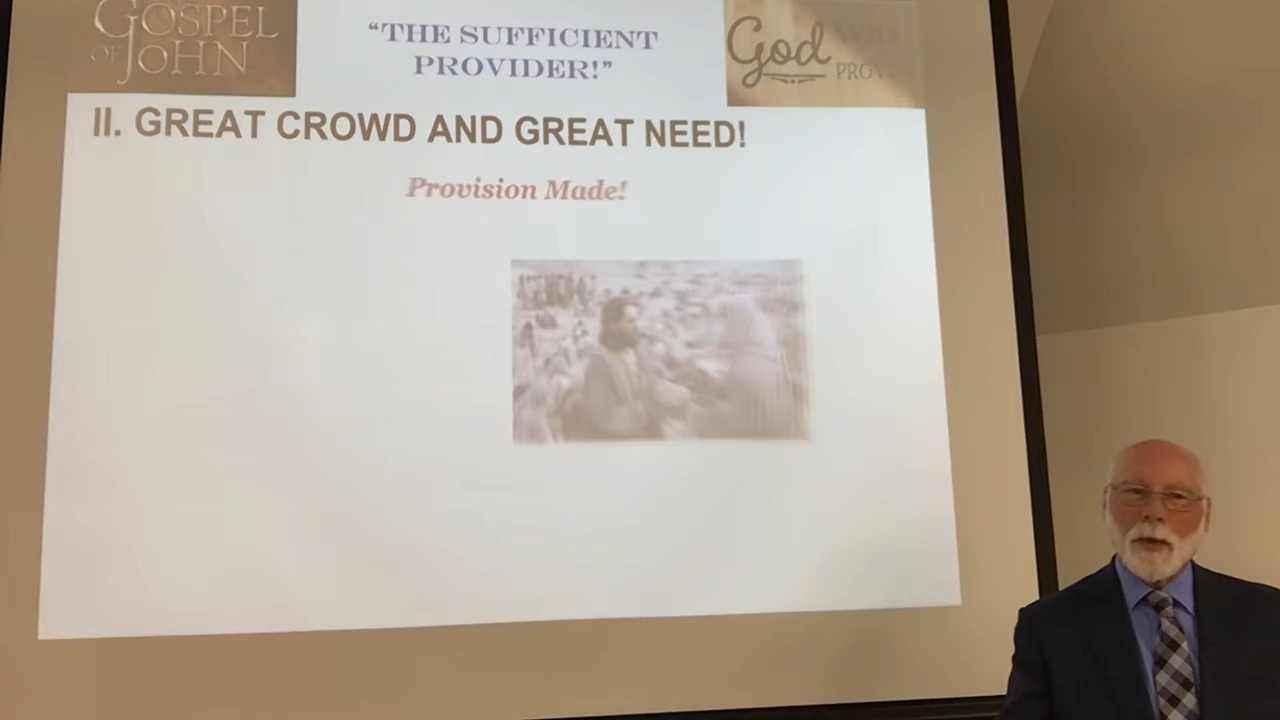 GOSPEL
OF JOHN
“THE SUFFICIENT
PROVIDER!”
God
II. GREAT CROWD AND GREAT NEED!
Provision Made!